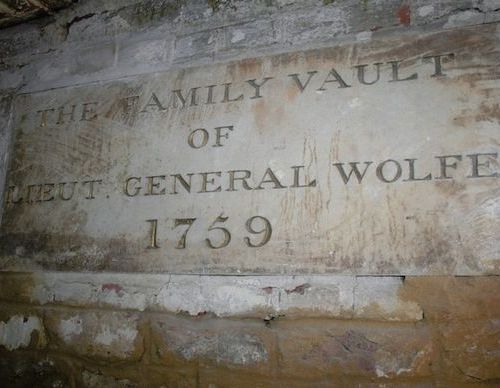 THE FAMILY VAULT
OF
LIEUT GENERAL WOLFE
1759